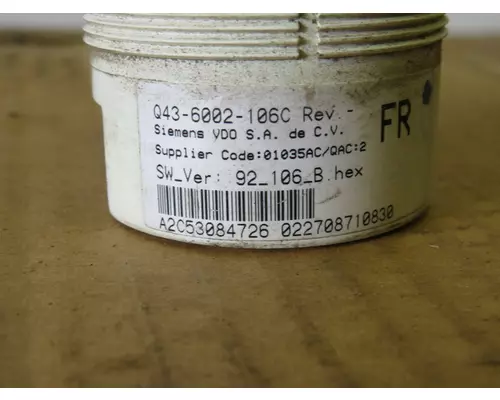 Q43-6002-106C Rev. -
Siemens VDO S.A. de C.V.
Supplier Code:01035AC/QAC:2
SW_Ver: 92_106_B.hex
A2C53084726 022708710830
FR